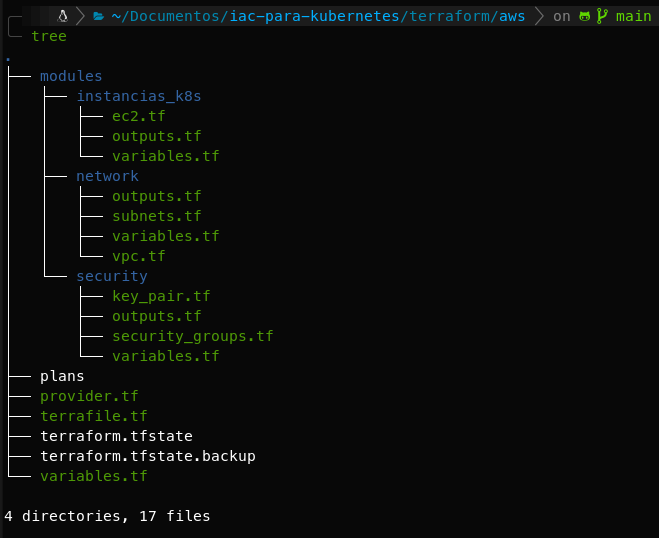 ~/Documentos/iac-para-kubernetes/terraform/aws on main
tree
.
├── modules
│   ├── instancias_k8s
│   │   ├── ec2.tf
│   │   ├── outputs.tf
│   │   └── variables.tf
│   ├── network
│   │   ├── outputs.tf
│   │   ├── subnets.tf
│   │   ├── variables.tf
│   │   └── vpc.tf
│   └── security
│       ├── key_pair.tf
│       ├── outputs.tf
│       ├── security_groups.tf
│       └── variables.tf
├── plans
├── provider.tf
├── terrafile.tf
├── terraform.tfstate
├── terraform.tfstate.backup
└── variables.tf
4 directories, 17 files